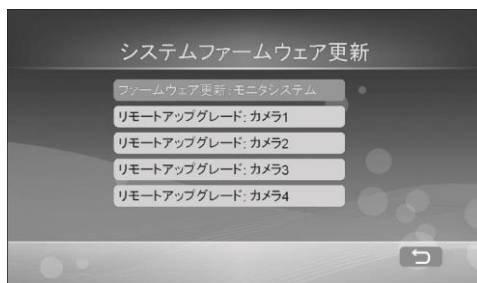 システムファームウェア更新
ファームウェア更新:モニタシステム
リモートアップグレード: カメラ1
リモートアップグレード: カメラ2
リモートアップグレード: カメラ3
リモートアップグレード: カメラ4